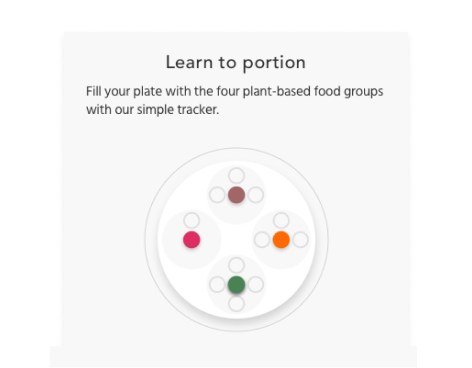 Learn to portion
Fill your plate with the four plant-based food groups
with our simple tracker.